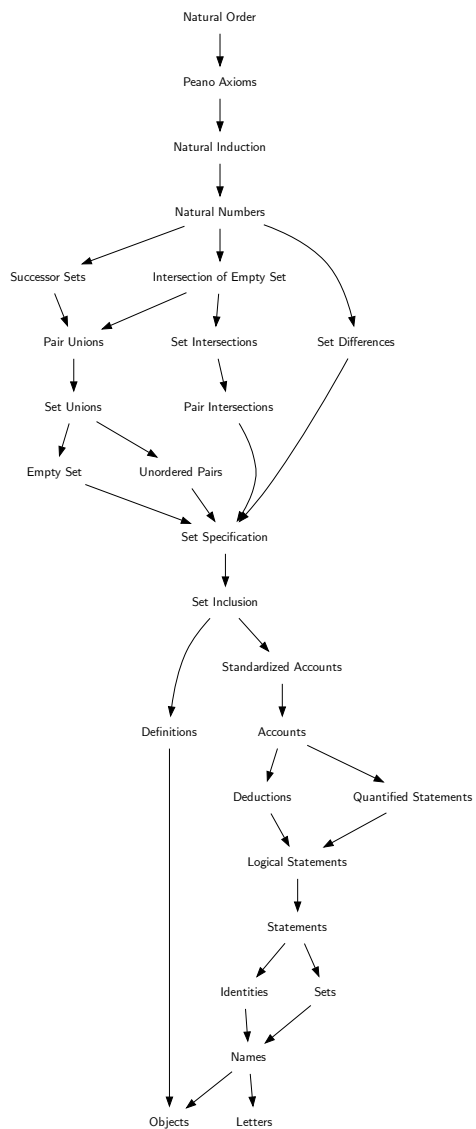 Natural Order
Peano Axioms
Natural Induction
Natural Numbers
Successor Sets
Intersection of Empty Set
Pair Unions
Set Intersections
Set Differences
Set Unions
Pair Intersections
Empty Set
Unordered Pairs
Set Specification
Set Inclusion
Standardized Accounts
Definitions
Accounts
Deductions
Quantified Statements
Logical Statements
Statements
Identities
Sets
Names
Objects
Letters